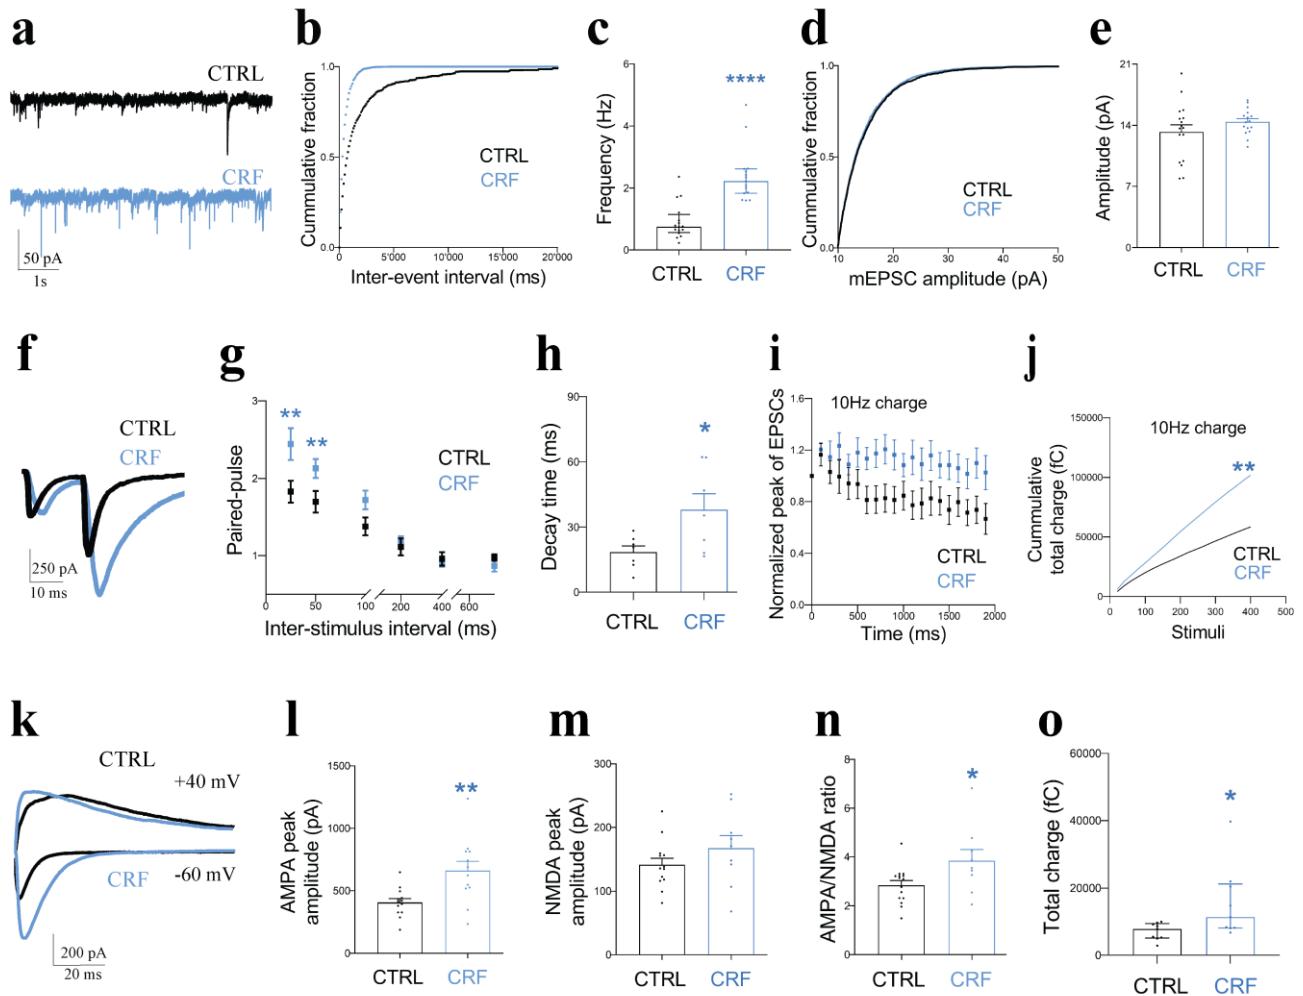 a
CTRL
CRF
50 pA
1s
b
Cummulative fraction
1.0
0.5
0.0
0
5'000
10'000
15'000
20'000
CTRL
CRF
Inter-event interval (ms)
c
Frequency (Hz)
6
4
2
0
****
CTRL
CRF
d
Cummulative fraction
1.0
0.5
0.0
10
20
30
40
50
CTRL
CRF
mEPSC amplitude (pA)
e
Amplitude (pA)
21
14
7
0
CTRL
CRF
f
CTRL
CRF
250 pA
10 ms
g
Paired-pulse
3
2
1
**
**
CTRL
CRF
0
50
100
200
400
600
Inter-stimulus interval (ms)
h
Decay time (ms)
90
60
30
0
*
CTRL
CRF
i
Normalized peak of EPSCs
1.6
1.2
0.8
0.4
0.0
10Hz charge
CTRL
CRF
0
500
1000
1500
2000
Time (ms)
j
Cummulative
total charge (fC)
150000
100000
50000
0
10Hz charge
**
CTRL
CRF
0
100
200
300
400
500
Stimuli
k
CTRL
+40 mV
CRF
-60 mV
200 pA
20 ms
l
AMPA peak
amplitude (pA)
1500
1000
500
0
**
CTRL
CRF
m
NMDA peak
amplitude (pA)
300
200
100
0
CTRL
CRF
n
AMPA/NMDA ratio
8
6
4
2
0
*
CTRL
CRF
o
Total charge (fC)
60000
40000
20000
0
*
CTRL
CRF